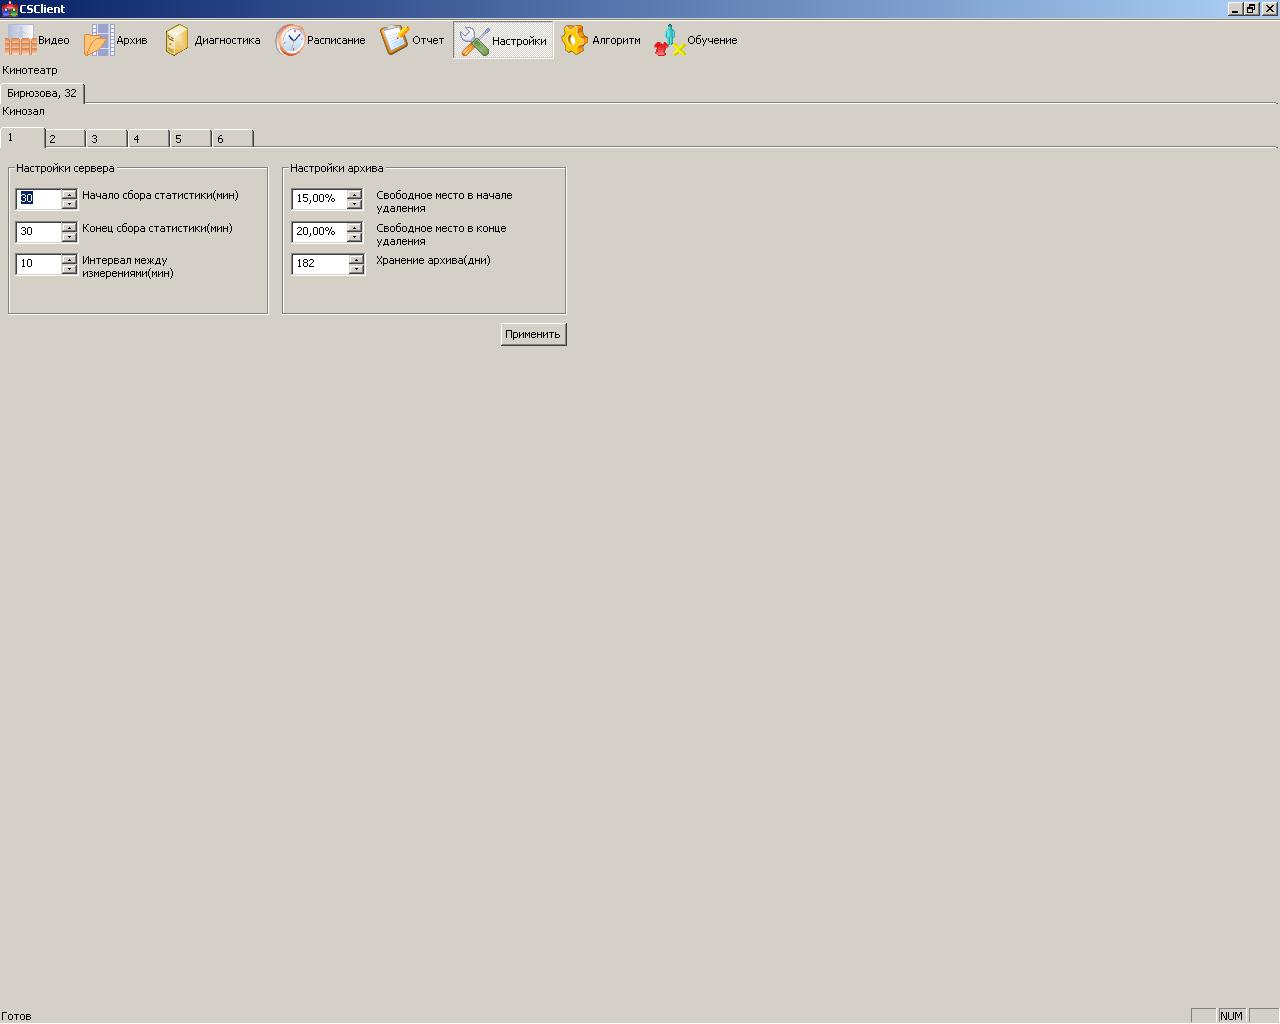 CSClient
Видео Архив Диагностика Расписание Отчет Настройки Алгоритм Обучение
Кинотеатр
Бирюзова, 32
Кинозал
1 2 3 4 5 6
Настройки сервера
30 Начало сбора статистики(мин)
30 Конец сбора статистики(мин)
10 Интервал между
измерениями(мин)
Настройки архива
15,00% Свободное место в начале
удаления
20,00% Свободное место в конце
удаления
182 Хранение архива(дни)
Применить
Готов
NUM